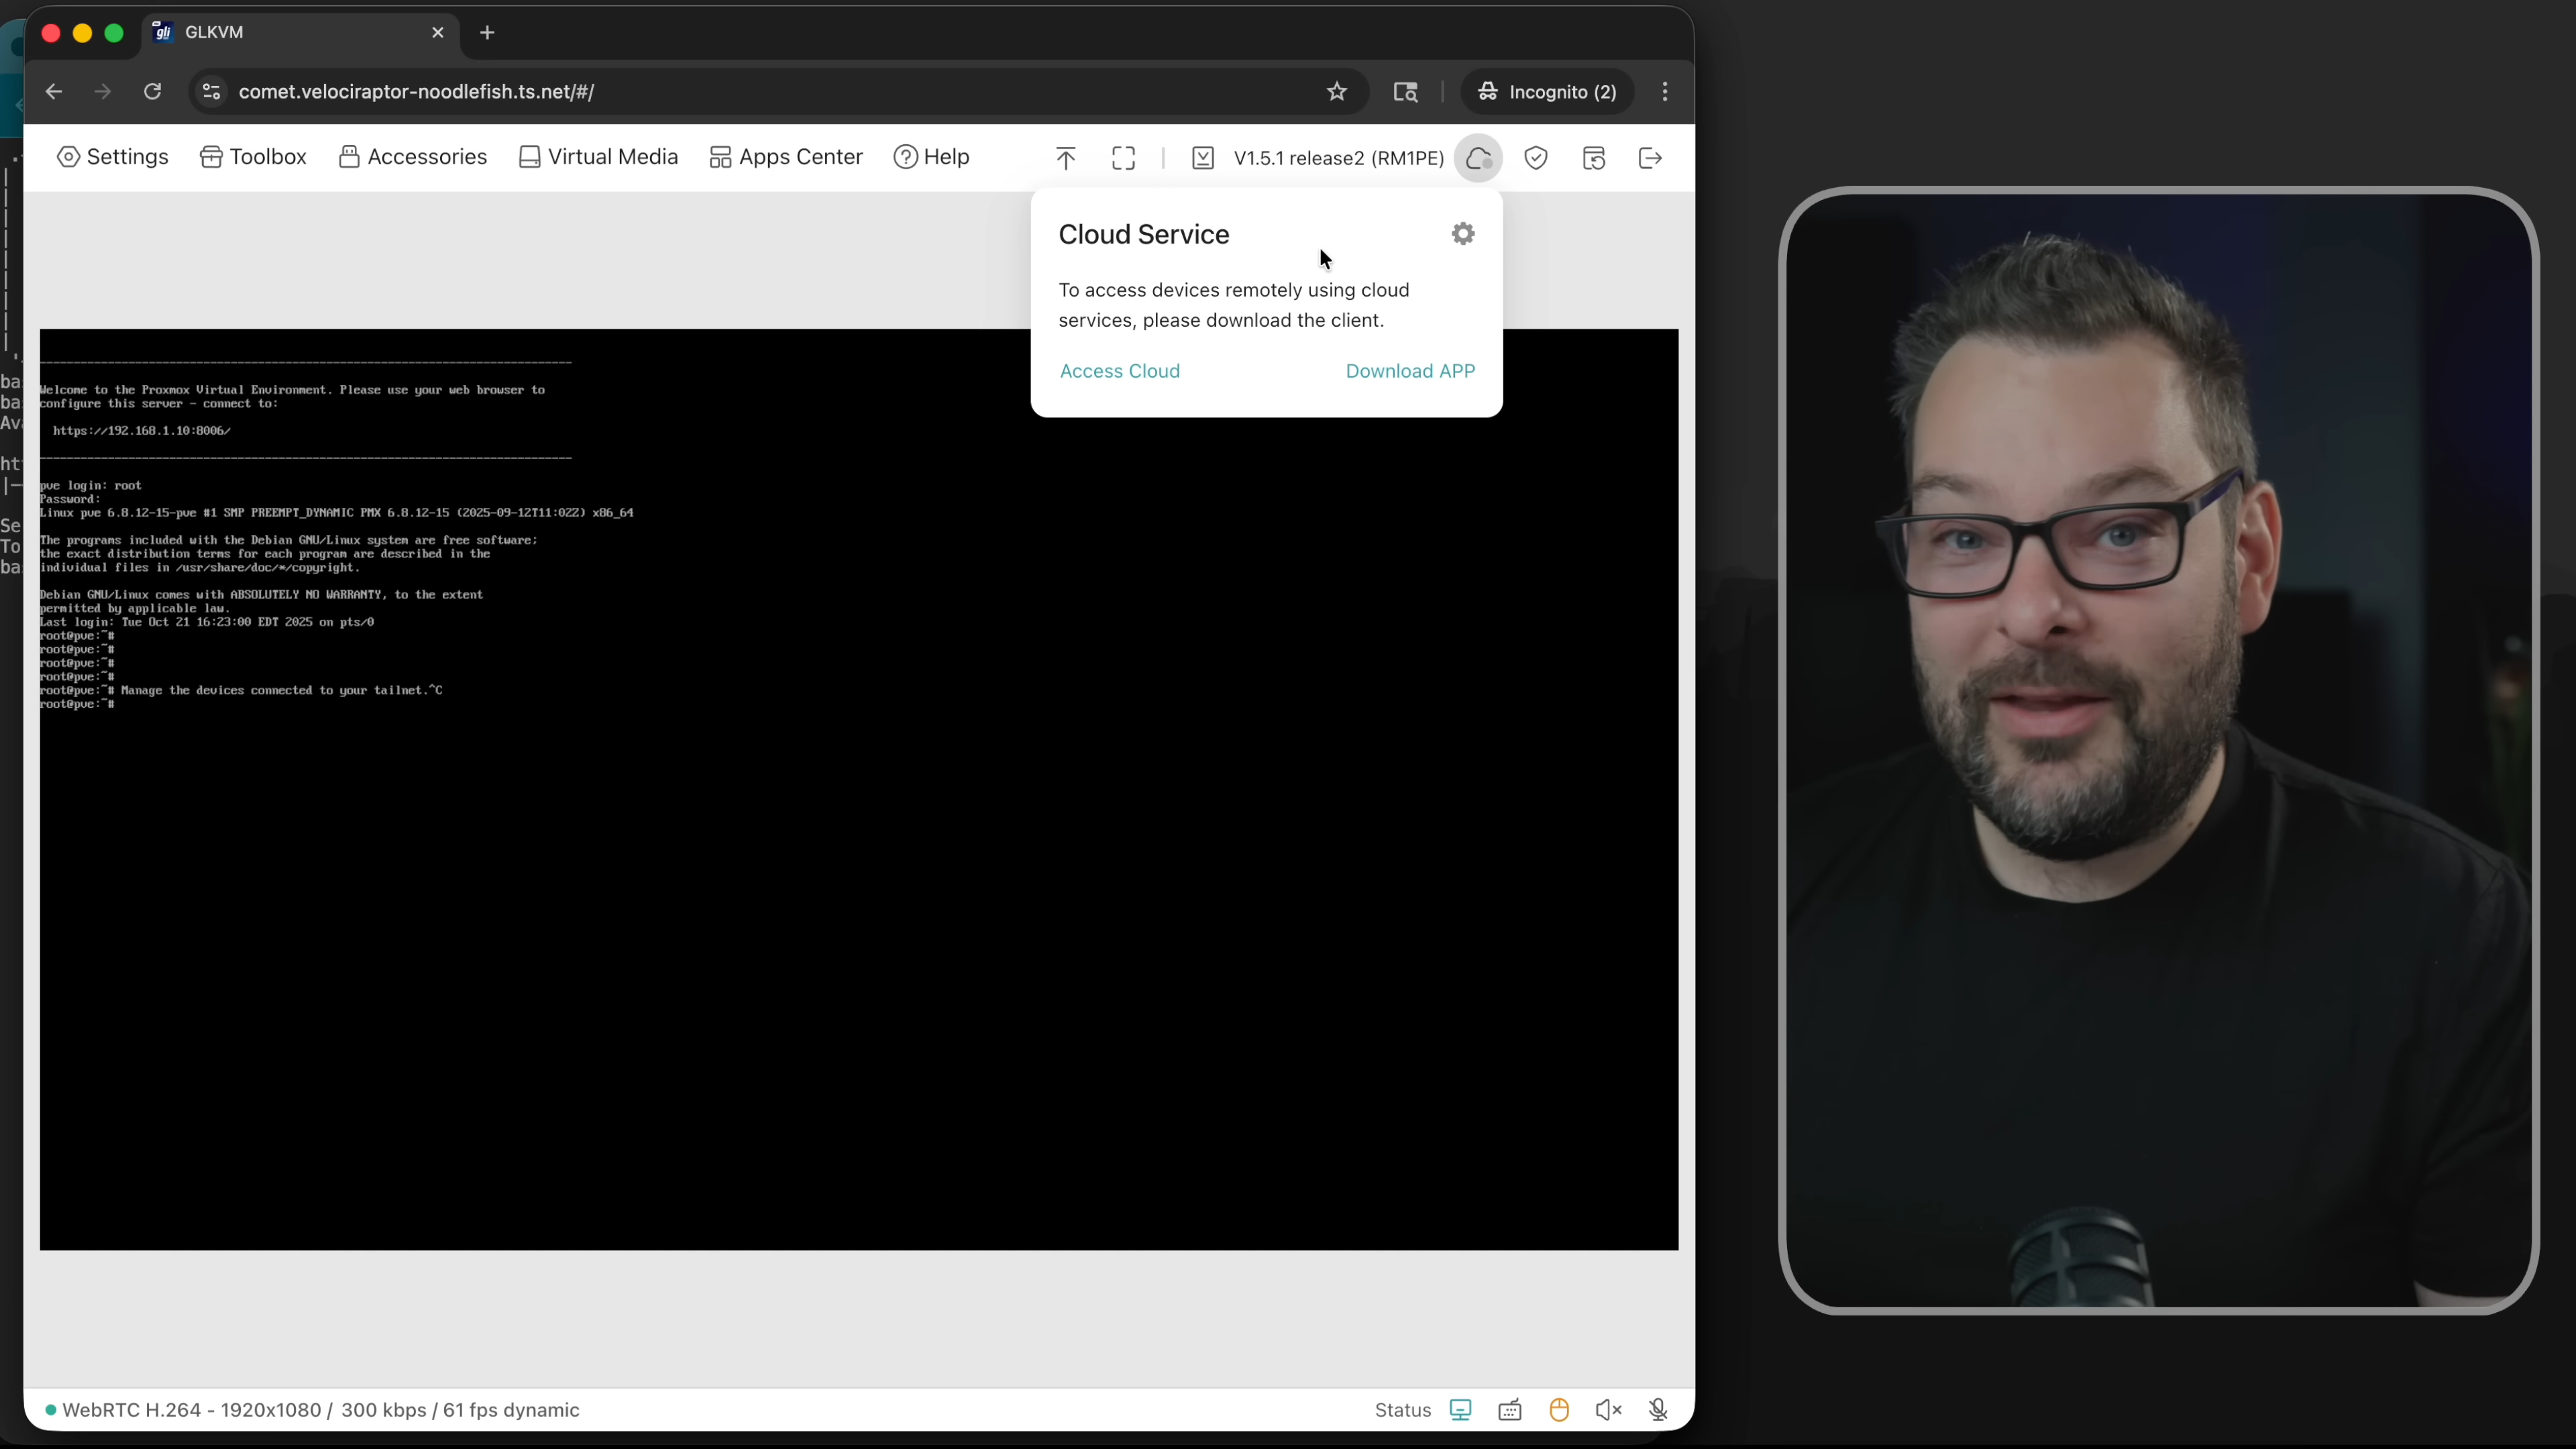 gli GLKVM
comet.velociraptor-noodlefish.ts.net/#/
Incognito (2)
Settings Toolbox Accessories Virtual Media Apps Center Help V1.5.1 release2 (RM1PE)
Cloud Service
To access devices remotely using cloud
services, please download the client.
Access Cloud Download APP
Welcome to the Proxmox Virtual Environment. Please use your web browser to
configure this server - connect to:
https://192.168.1.10:8006/
pve login: root
Password:
Linux pve 6.8.12-15-pve #1 SMP PREEMPT_DYNAMIC PMX 6.8.12-15 (2025-09-12T11:02Z) x86_64
The programs included with the Debian GNU/Linux system are free software;
the exact distribution terms for each program are described in the
individual files in /usr/share/doc/*/copyright.
Debian GNU/Linux comes with ABSOLUTELY NO WARRANTY, to the extent
permitted by applicable law.
Last login: Tue Oct 21 16:23:00 EDT 2025 on pts/0
root@pve:~#
root@pve:~#
root@pve:~#
root@pve:~#
root@pve:~# Manage the devices connected to your tailnet.^C
root@pve:~#
ba
ba
Av
ht
|--
Se
To
ba
WebRTC H.264 - 1920x1080 / 300 kbps / 61 fps dynamic
Status